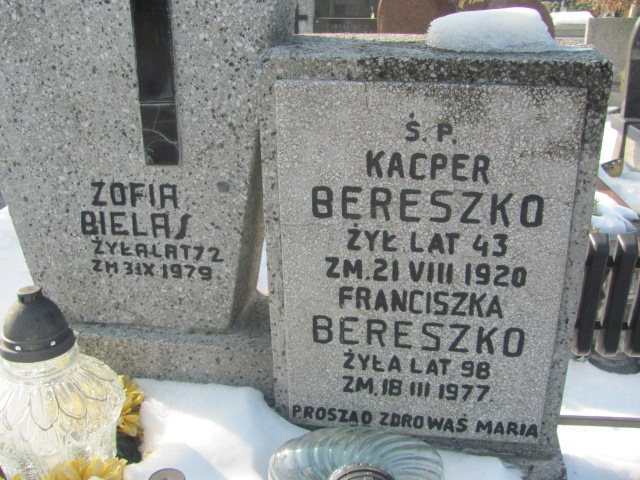 ZOFIA
BIELAS
ŻYŁA LAT 72
ZM 3 IX 1979
Ś. P.
KACPER
BERESZKO
ŻYŁ LAT 43
ZM. 21 VIII 1920
FRANCISZKA
BERESZKO
ŻYŁA LAT 98
ZM. 18 III 1977
PROSZĄ O ZDROWAŚ MARIA